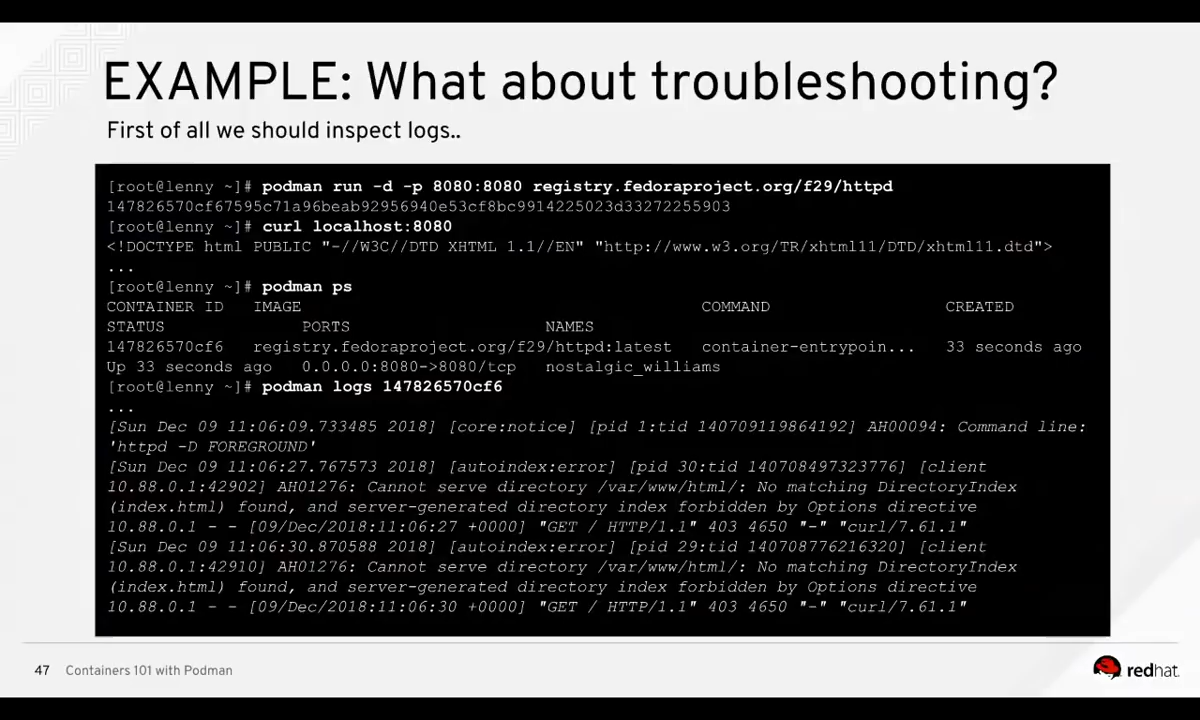 EXAMPLE: What about troubleshooting?
First of all we should inspect logs..
[root@lenny ~]# podman run -d -p 8080:8080 registry.fedoraproject.org/f29/httpd
147826570cf67595c71a96beab92956940e53cf8bc9914225023d33272255903
[root@lenny ~]# curl localhost:8080
<!DOCTYPE html PUBLIC "-//W3C//DTD XHTML 1.1//EN" "http://www.w3.org/TR/xhtml11/DTD/xhtml11.dtd">
...
[root@lenny ~]# podman ps
CONTAINER ID IMAGE COMMAND CREATED
STATUS PORTS NAMES
147826570cf6 registry.fedoraproject.org/f29/httpd:latest container-entrypoin... 33 seconds ago
Up 33 seconds ago 0.0.0.0:8080->8080/tcp nostalgic_williams
[root@lenny ~]# podman logs 147826570cf6
...
[Sun Dec 09 11:06:09.733485 2018] [core:notice] [pid 1:tid 140709119864192] AH00094: Command line:
'httpd -D FOREGROUND'
[Sun Dec 09 11:06:27.767573 2018] [autoindex:error] [pid 30:tid 140708497323776] [client
10.88.0.1:42902] AH01276: Cannot serve directory /var/www/html/: No matching DirectoryIndex
(index.html) found, and server-generated directory index forbidden by Options directive
10.88.0.1 - - [09/Dec/2018:11:06:27 +0000] "GET / HTTP/1.1" 403 4650 "-" "curl/7.61.1"
[Sun Dec 09 11:06:30.870588 2018] [autoindex:error] [pid 29:tid 140708776216320] [client
10.88.0.1:42910] AH01276: Cannot serve directory /var/www/html/: No matching DirectoryIndex
(index.html) found, and server-generated directory index forbidden by Options directive
10.88.0.1 - - [09/Dec/2018:11:06:30 +0000] "GET / HTTP/1.1" 403 4650 "-" "curl/7.61.1"
47 Containers 101 with Podman
redhat.